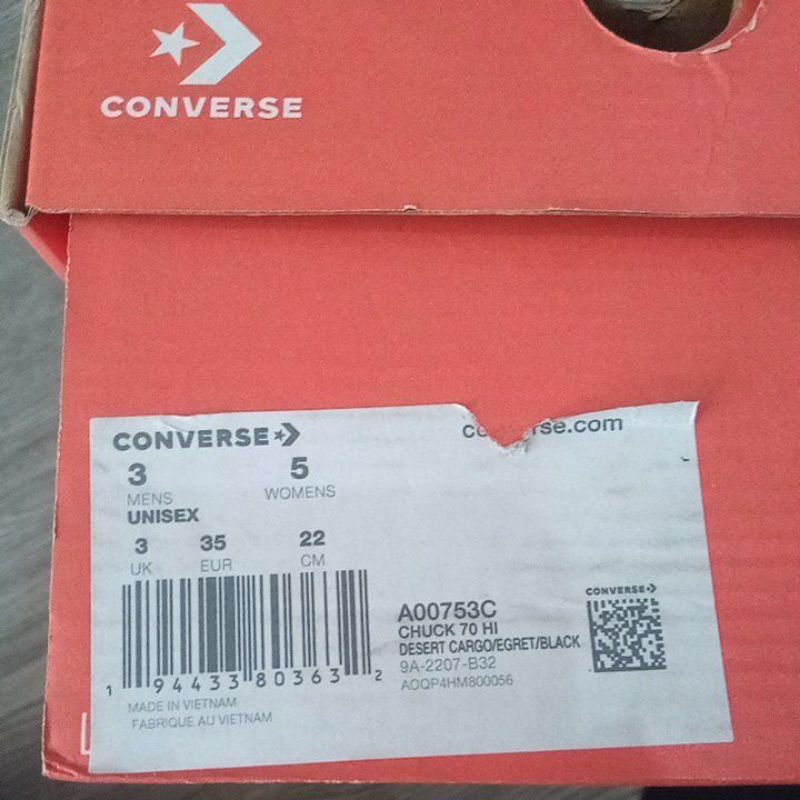 CONVERSE
CONVERSE
3 5
MENS WOMENS
UNISEX
3 35 22
UK EUR CM
1 94433 80363 2
MADE IN VIETNAM
FABRIQUE AU VIETNAM
se.com
A00753C
CHUCK 70 HI
DESERT CARGO/EGRET/BLACK
9A-2207-B32
AOQP4HM800056
CONVERSE